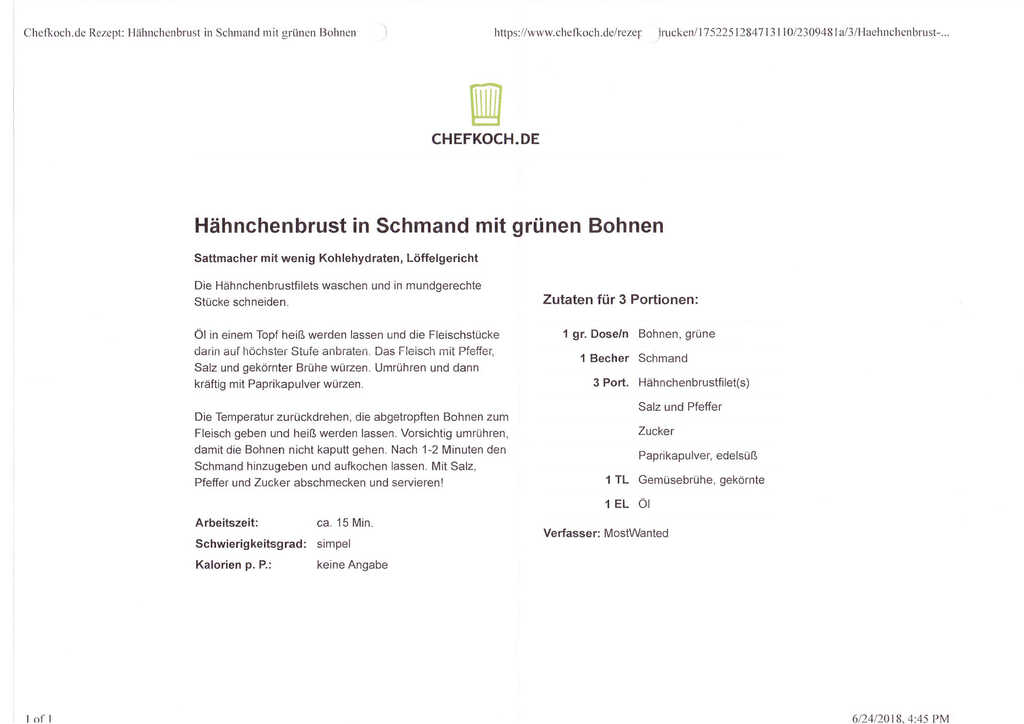 Chefkoch.de Rezept: Hähnchenbrust in Schmand mit grünen Bohnen
https://www.chefkoch.de/rezep rucken/1752251284713110/2309481a/3/Haehnchenbrust-...
CHEFKOCH.DE
Hähnchenbrust in Schmand mit grünen Bohnen
Sattmacher mit wenig Kohlehydraten, Löffelgericht
Die Hähnchenbrustfilets waschen und in mundgerechte
Stücke schneiden.
Öl in einem Topf heiß werden lassen und die Fleischstücke
darin auf höchster Stufe anbraten. Das Fleisch mit Pfeffer,
Salz und gekörnter Brühe würzen. Umrühren und dann
kräftig mit Paprikapulver würzen.
Die Temperatur zurückdrehen, die abgetropften Bohnen zum
Fleisch geben und heiß werden lassen. Vorsichtig umrühren,
damit die Bohnen nicht kaputt gehen. Nach 1-2 Minuten den
Schmand hinzugeben und aufkochen lassen. Mit Salz,
Pfeffer und Zucker abschmecken und servieren!
Arbeitszeit: ca. 15 Min.
Schwierigkeitsgrad: simpel
Kalorien p. P.: keine Angabe
Zutaten für 3 Portionen:
1 gr. Dose/n Bohnen, grüne
1 Becher Schmand
3 Port. Hähnchenbrustfilet(s)
Salz und Pfeffer
Zucker
Paprikapulver, edelsüß
1 TL Gemüsebrühe, gekörnte
1 EL Öl
Verfasser: MostWanted
1 of 1
6/24/2018, 4:45 PM